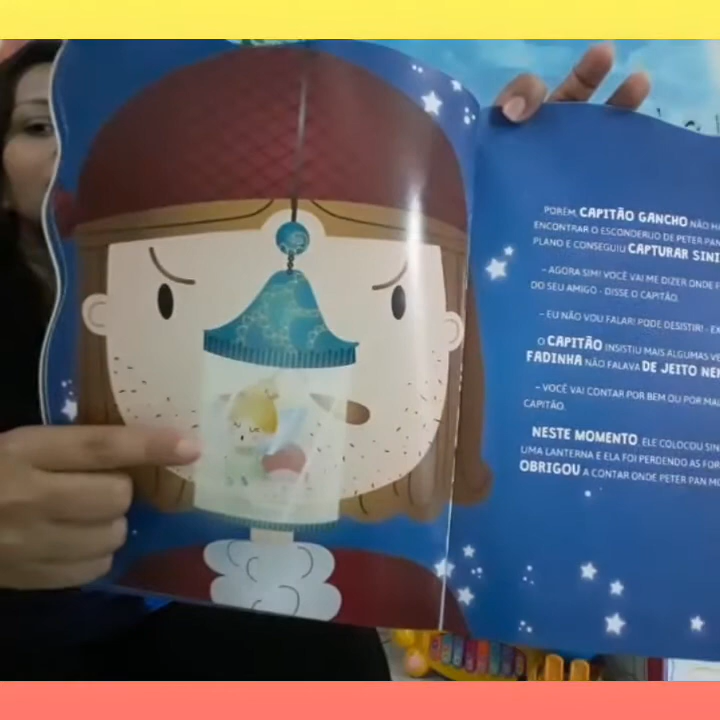 PORÉM, CAPITÃO GANCHO NÃO
ENCONTRAR O ESCONDERIJO DE PETER
PLANO E CONSEGUIU CAPTURAR
- AGORA SIM! VOCÊ VAI ME DIZER ONDE
DO SEU AMIGO - DISSE O CAPITÃO.
- EU NÃO VOU FALAR! PODE DESISTIR! -
O CAPITÃO INSISTIU MAIS ALGUMAS
FADINHA NÃO FALAVA DE JEITO
- VOCÊ VAI CONTAR POR BEM OU POR
CAPITÃO.
NESTE MOMENTO ELE COLOCOU
UMA LANTERNA E ELA FOI PERDENDO AS
OBRIGOU A CONTAR ONDE PETER PAN